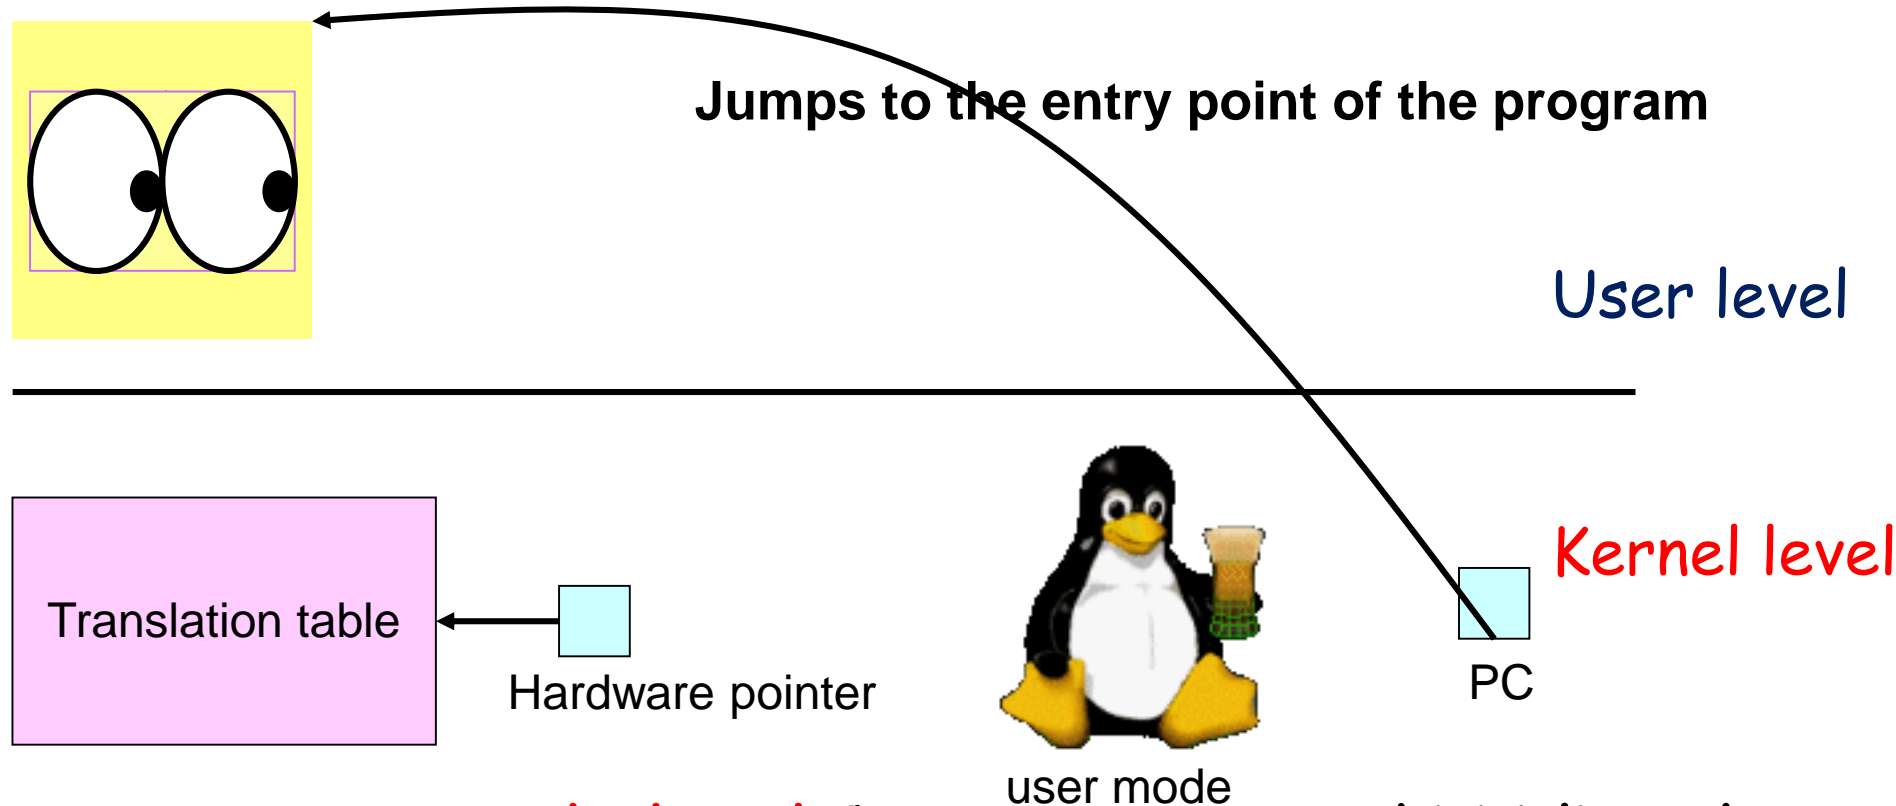 Jumps to the entry point of the program
User level
Kernel level
Translation table
Hardware pointer
PC
user mode